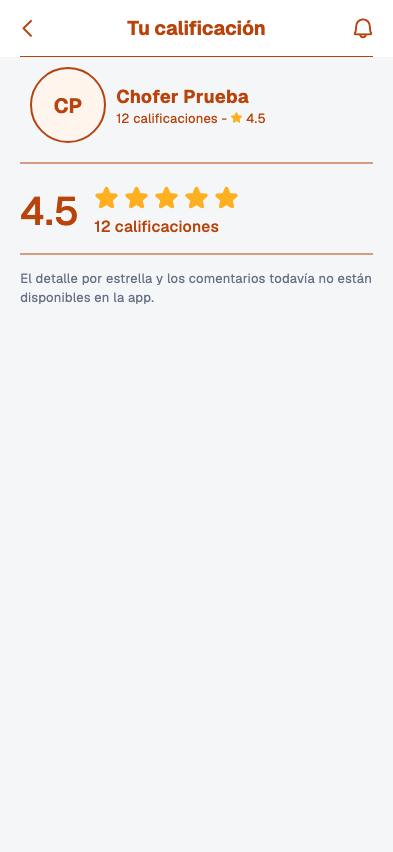 Tu calificación
CP
Chofer Prueba
12 calificaciones - ★ 4.5
4.5
12 calificaciones
El detalle por estrella y los comentarios todavía no están
disponibles en la app.